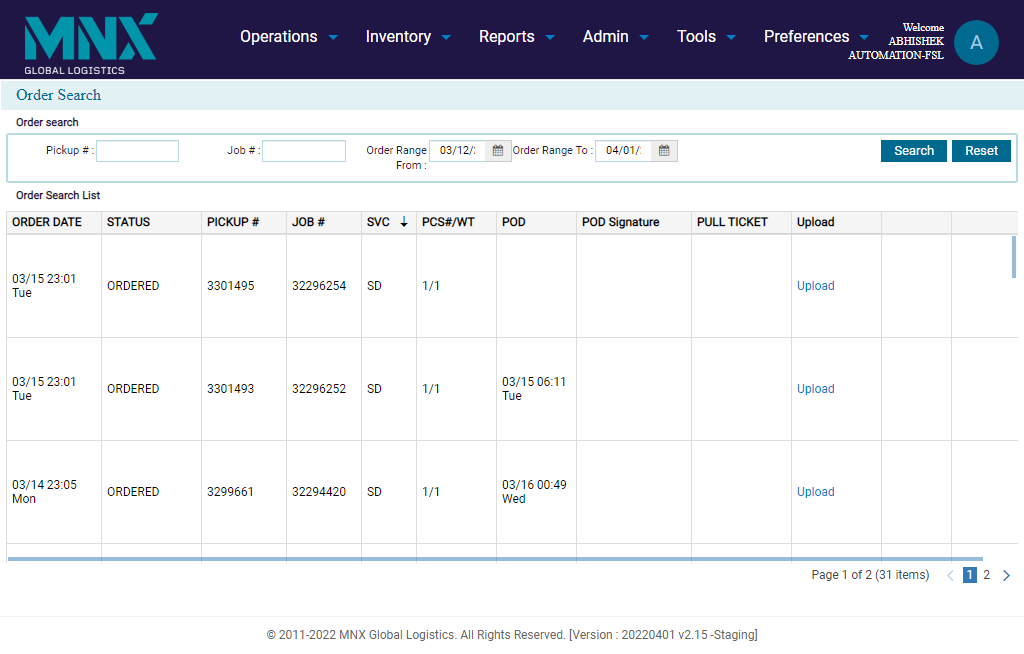 MNX
GLOBAL LOGISTICS
Operations Inventory Reports Admin Tools Preferences
Welcome
ABHISHEK
AUTOMATION-FSL
A
Order Search
Order search
Pickup # : Job # : Order Range From : 03/12/2 Order Range To : 04/01/2 Search Reset
Order Search List
ORDER DATE STATUS PICKUP # JOB # SVC PCS#/WT POD POD Signature PULL TICKET Upload
03/15 23:01 Tue ORDERED 3301495 32296254 SD 1/1 Upload
03/15 23:01 Tue ORDERED 3301493 32296252 SD 1/1 03/15 06:11 Tue Upload
03/14 23:05 Mon ORDERED 3299661 32294420 SD 1/1 03/16 00:49 Wed Upload
Page 1 of 2 (31 items) 1 2
© 2011-2022 MNX Global Logistics. All Rights Reserved. [Version : 20220401 v2.15 -Staging]